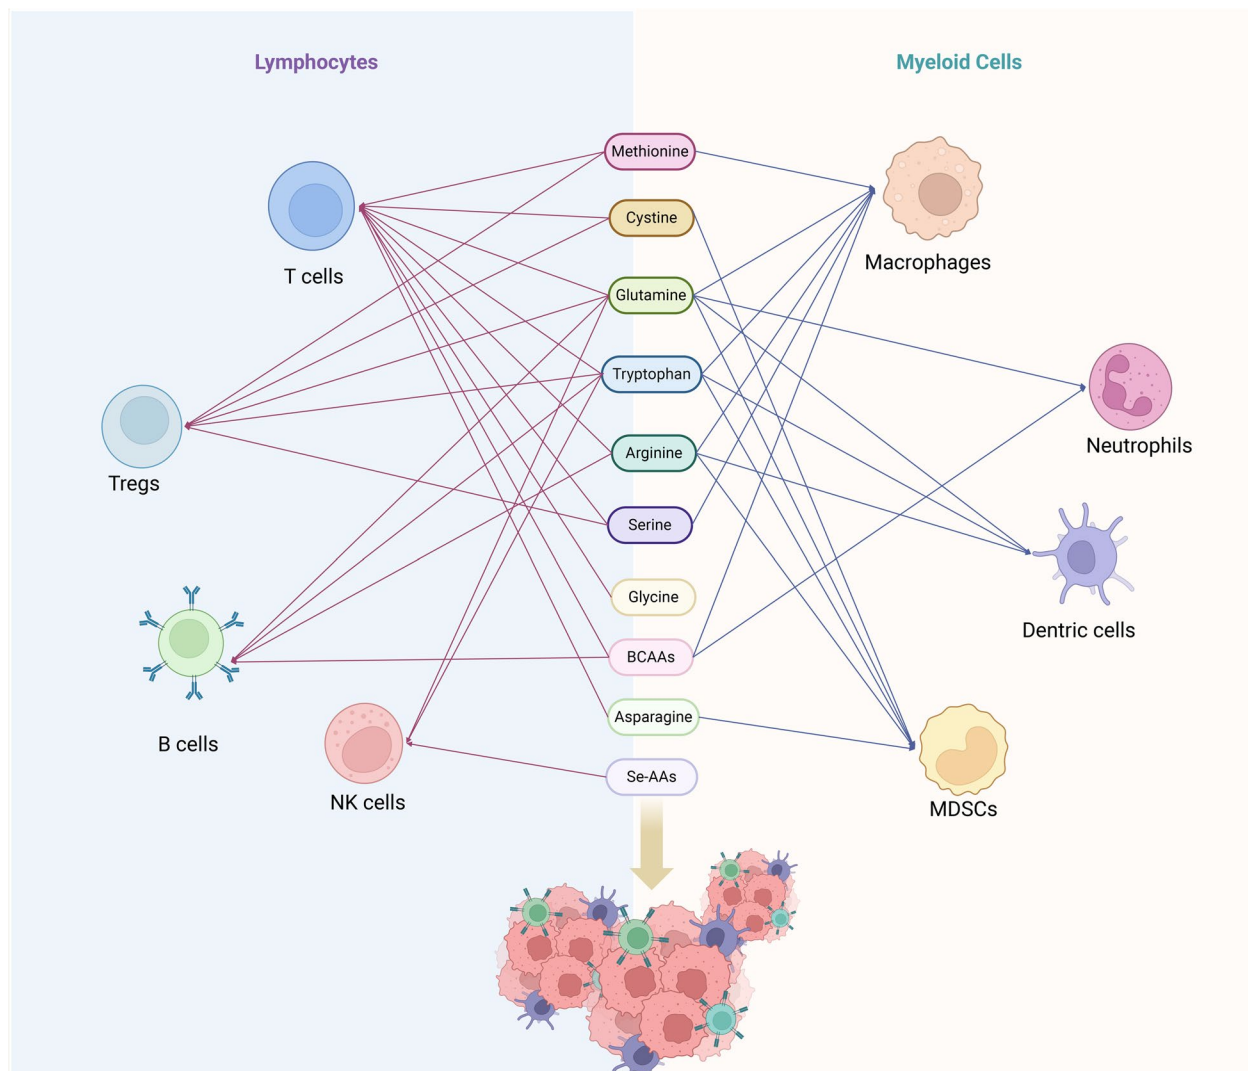 Lymphocytes
Myeloid Cells
Methionine
Cystine
Glutamine
Tryptophan
Arginine
Serine
Glycine
BCAAs
Asparagine
Se-AAs
T cells
Tregs
B cells
NK cells
Macrophages
Neutrophils
Dentric cells
MDSCs